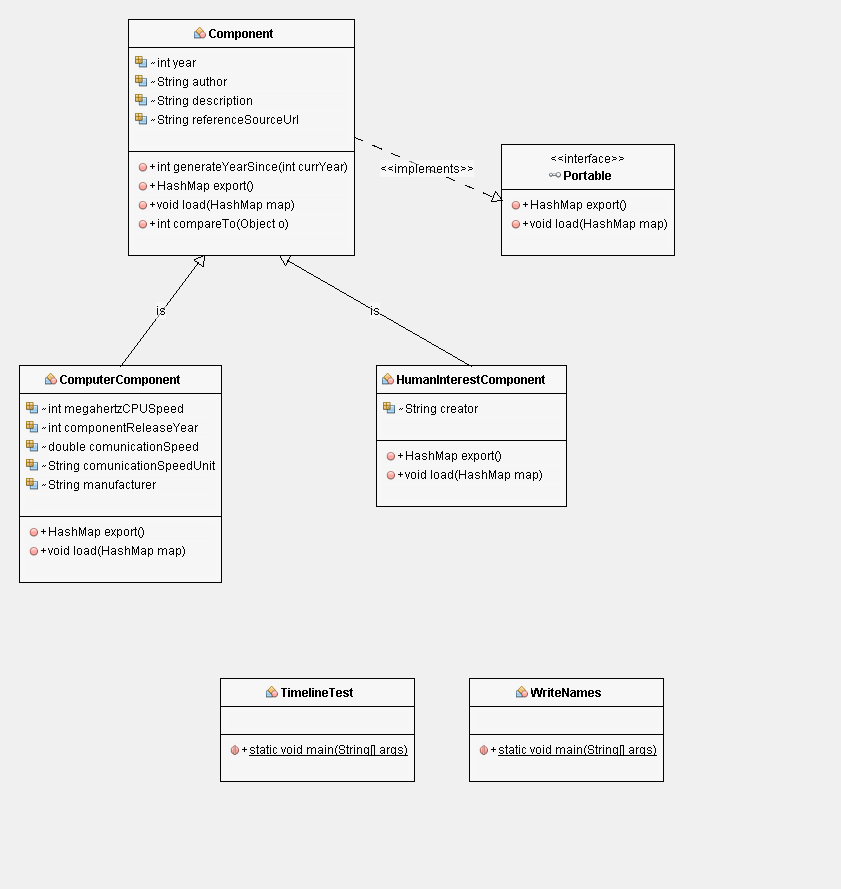 Component
~int year
~String author
~String description
~String referenceSourceUrl
+int generateYearSince(int currYear)
+HashMap export()
+void load(HashMap map)
+int compareTo(Object o)
<<implements>>
<<interface>>
Portable
+HashMap export()
+void load(HashMap map)
is
is
ComputerComponent
~int megahertzCPUSpeed
~int componentReleaseYear
~double comunicationSpeed
~String comunicationSpeedUnit
~String manufacturer
+HashMap export()
+void load(HashMap map)
HumanInterestComponent
~String creator
+HashMap export()
+void load(HashMap map)
TimelineTest
+static void main(String[] args)
WriteNames
+static void main(String[] args)